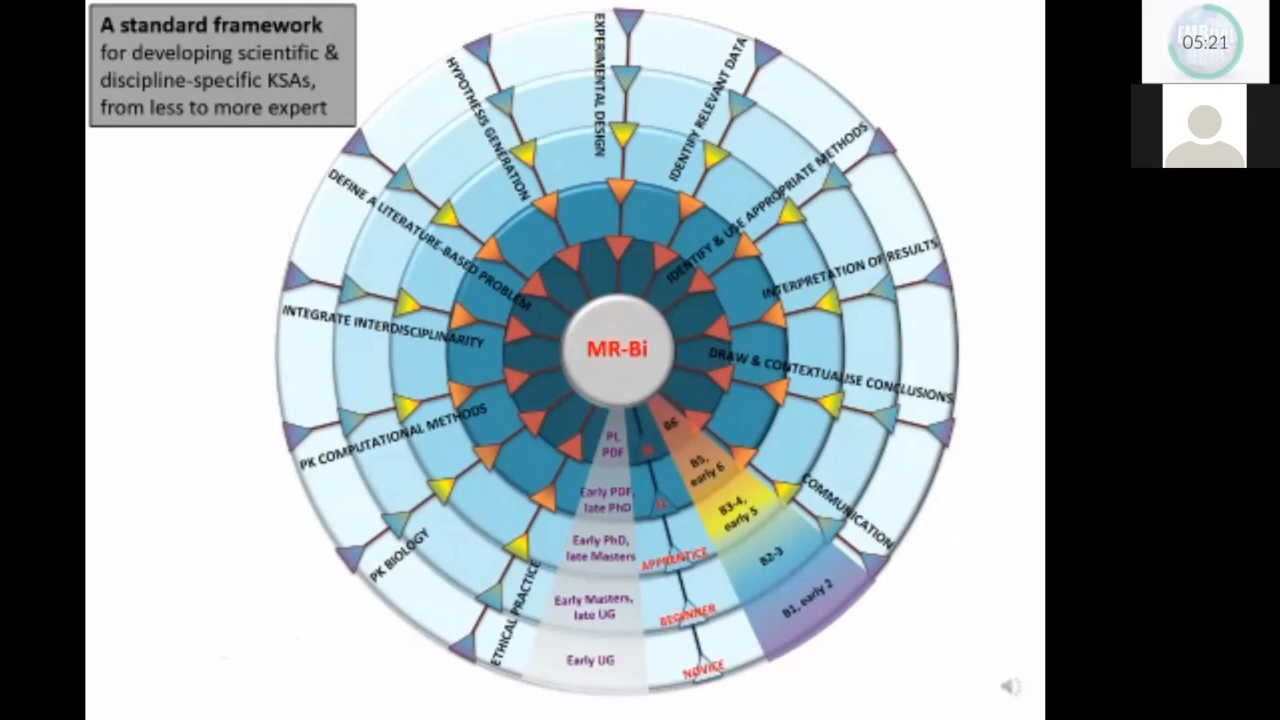 A standard framework
for developing scientific &
discipline-specific KSAs,
from less to more expert
05:21
EXPERIMENTAL DESIGN
IDENTIFY RELEVANT DATA
IDENTIFY & USE APPROPRIATE METHODS
INTERPRETATION OF RESULTS
DRAW & CONTEXTUALISE CONCLUSIONS
COMMUNICATION
HYPOTHESIS GENERATION
DEFINE A LITERATURE-BASED PROBLEM
INTEGRATE INTERDISCIPLINARITY
PK COMPUTATIONAL METHODS
PK BIOLOGY
ETHICAL PRACTICE
MR-Bi
PI,
PDF
Early PDF,
late PhD
Early PhD,
late Masters
Early Masters,
late UG
Early UG
APPRENTICE
BEGINNER
NOVICE
B6
B5,
early 6
B3-4,
early 5
B2-3
B1, early 2